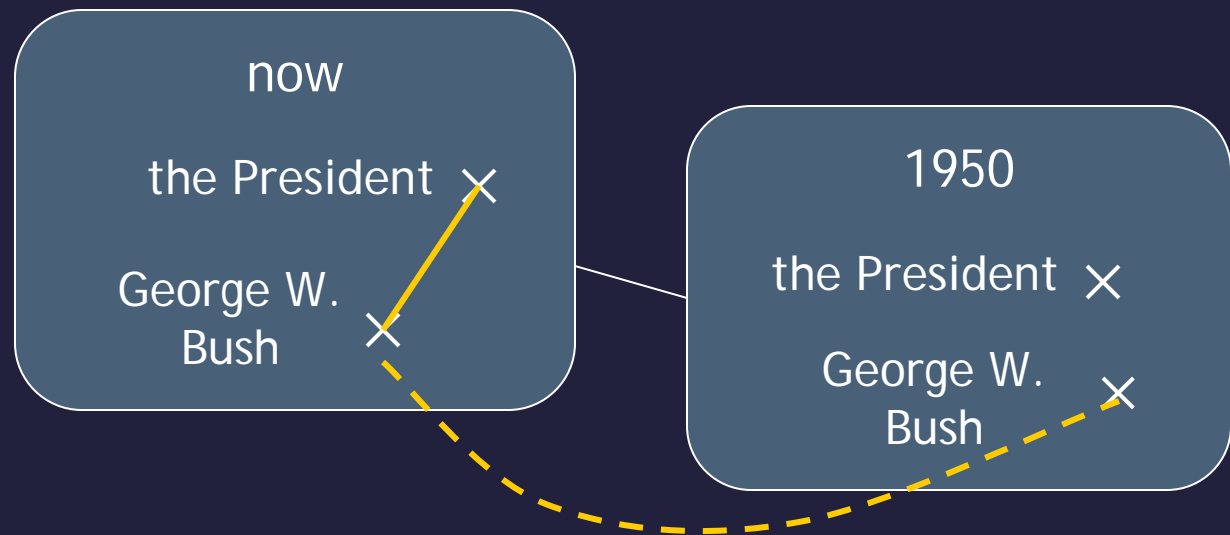 now
the President
George W.
Bush
1950
the President
George W.
Bush